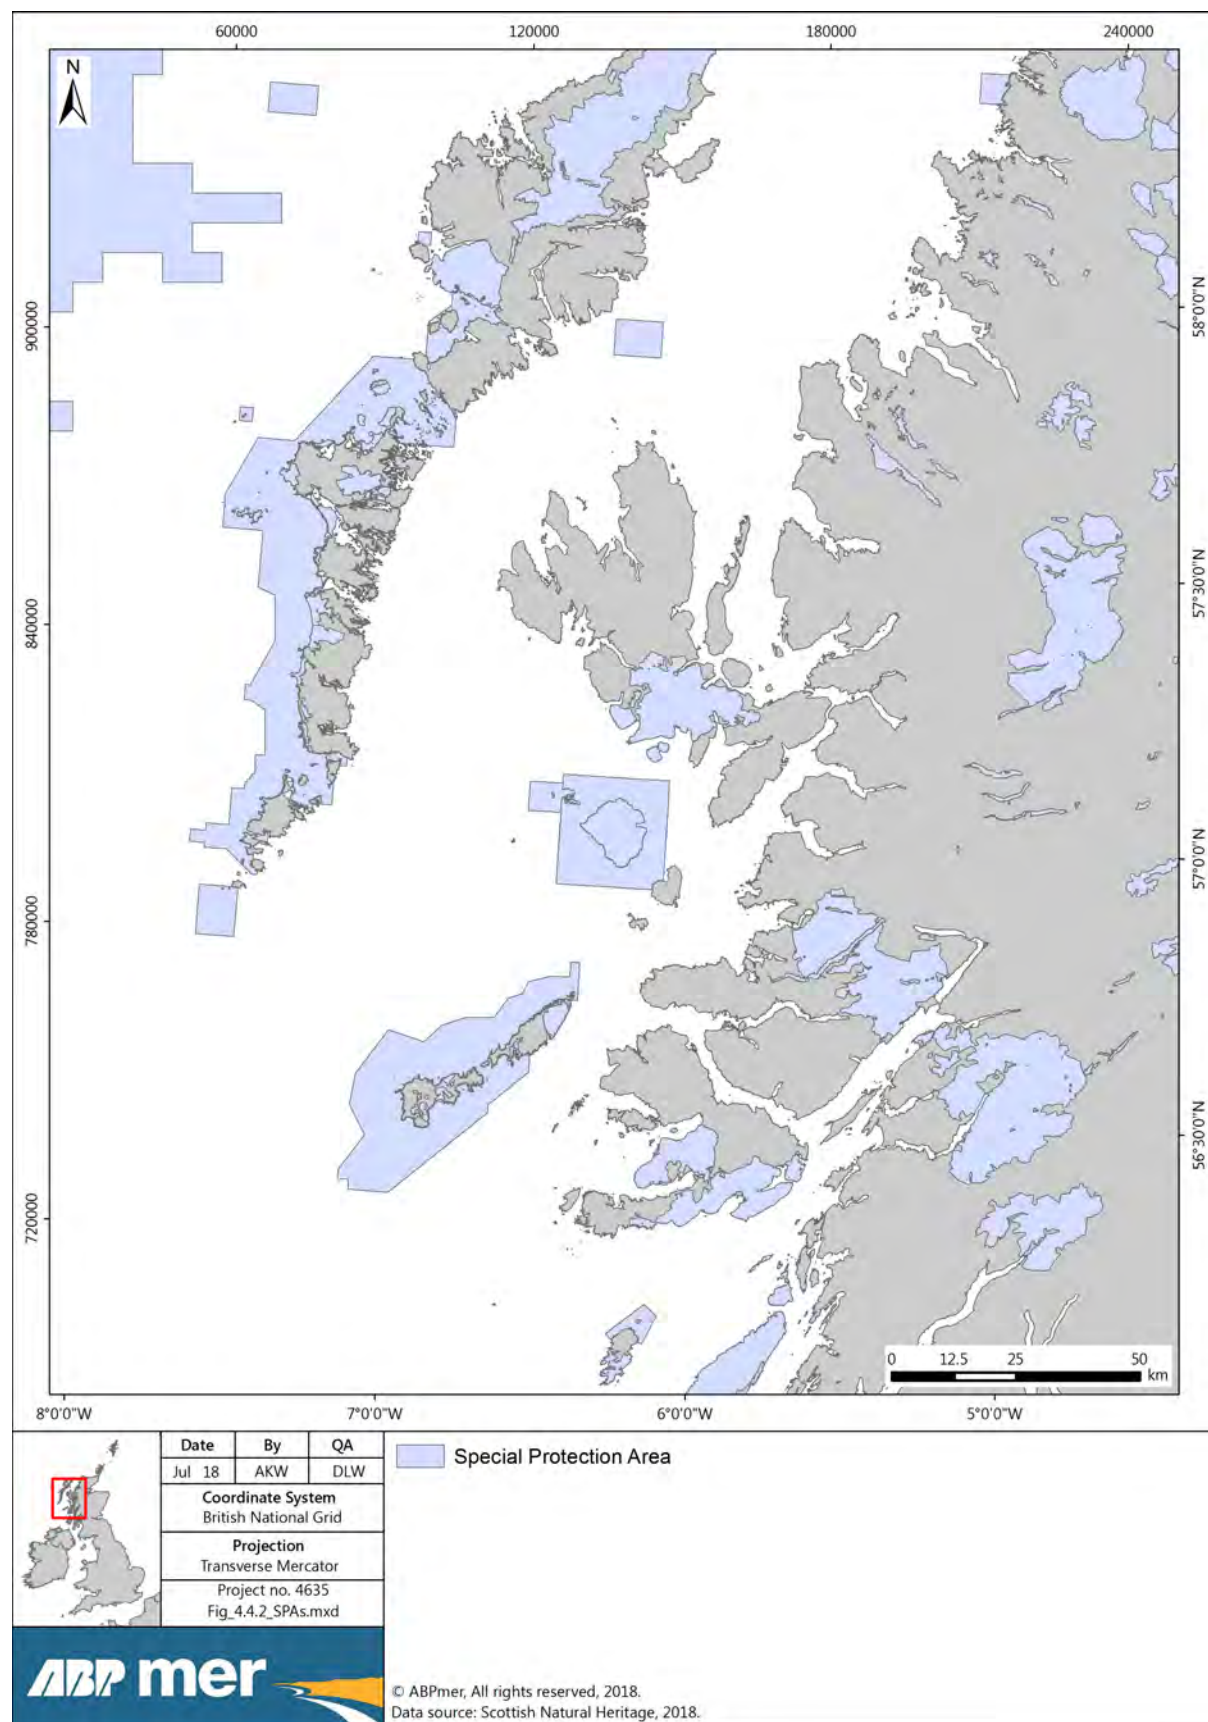 60000 120000 180000 240000
N
900000
840000
780000
720000
58°0'0"N
57°30'0"N
57°0'0"N
56°30'0"N
0 12.5 25 50
km
8°0'0"W 7°0'0"W 6°0'0"W 5°0'0"W
Date By QA
Jul 18 AKW DLW
Coordinate System
British National Grid
Projection
Transverse Mercator
Project no. 4635
Fig_4.4.2_SPAs.mxd
Special Protection Area
ABPmer
© ABPmer, All rights reserved, 2018.
Data source: Scottish Natural Heritage, 2018.